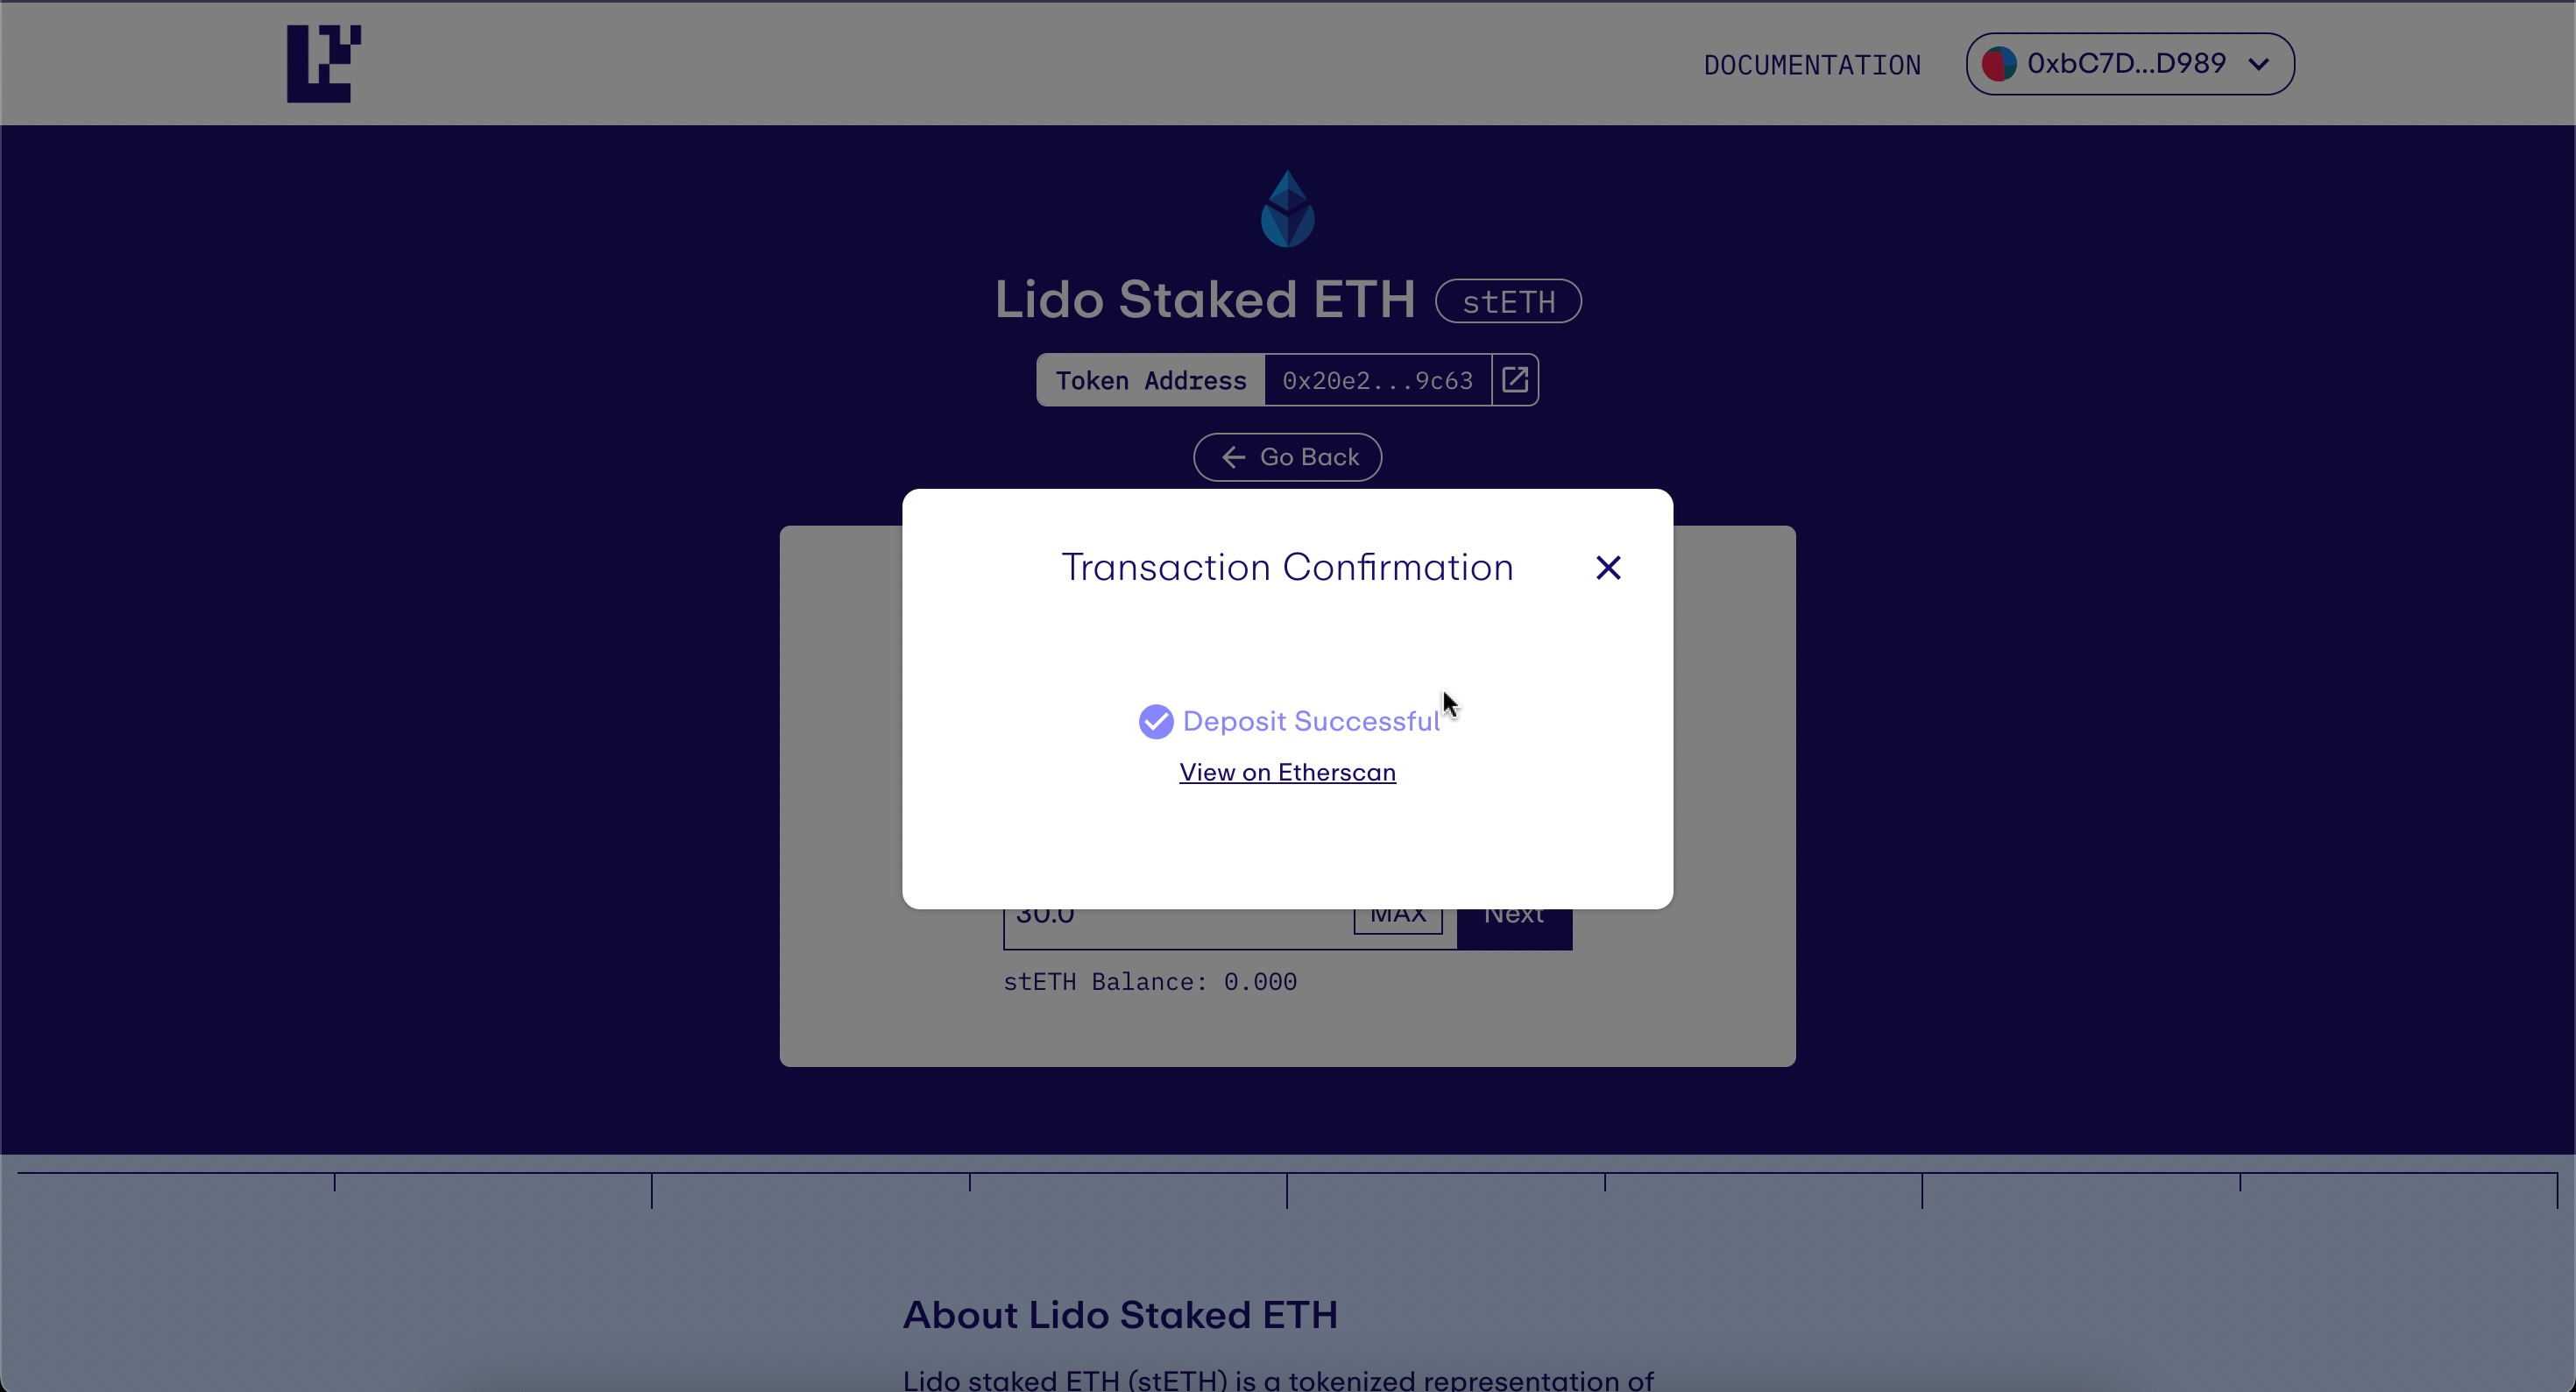 DOCUMENTATION
0xbC7D...D989
Lido Staked ETH stETH
Token Address 0x20e2...9c63
Go Back
Transaction Confirmation
Deposit Successful
View on Etherscan
30.0 MAX Next
stETH Balance: 0.000
About Lido Staked ETH
Lido staked ETH (stETH) is a tokenized representation of